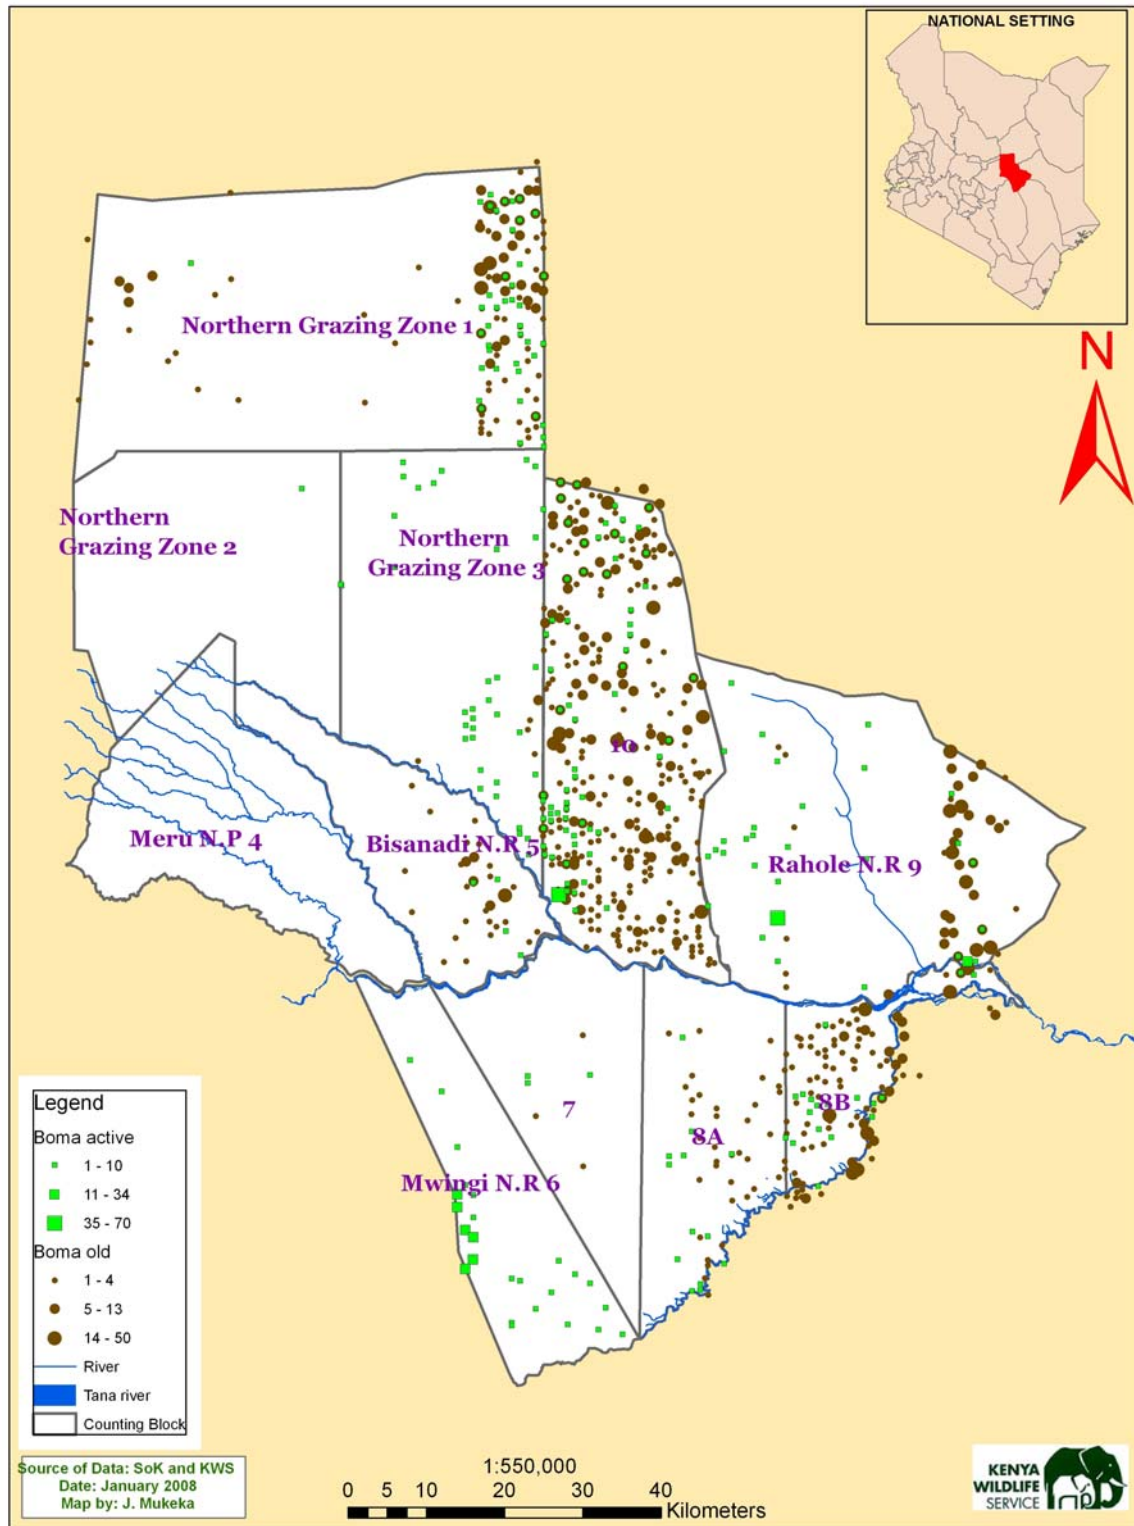 NATIONAL SETTING
N
Northern Grazing Zone 1
Northern
Grazing Zone 2
Northern
Grazing Zone 3
10
Meru N.P 4
Bisanadi N.R 5
Rahole N.R 9
7
8A
8B
Mwingi N.R 6
Legend
Boma active
1 - 10
11 - 34
35 - 70
Boma old
1 - 4
5 - 13
14 - 50
River
Tana river
Counting Block
Source of Data: SoK and KWS
Date: January 2008
Map by: J. Mukeka
1:550,000
0 5 10 20 30 40
Kilometers
KENYA
WILDLIFE
SERVICE